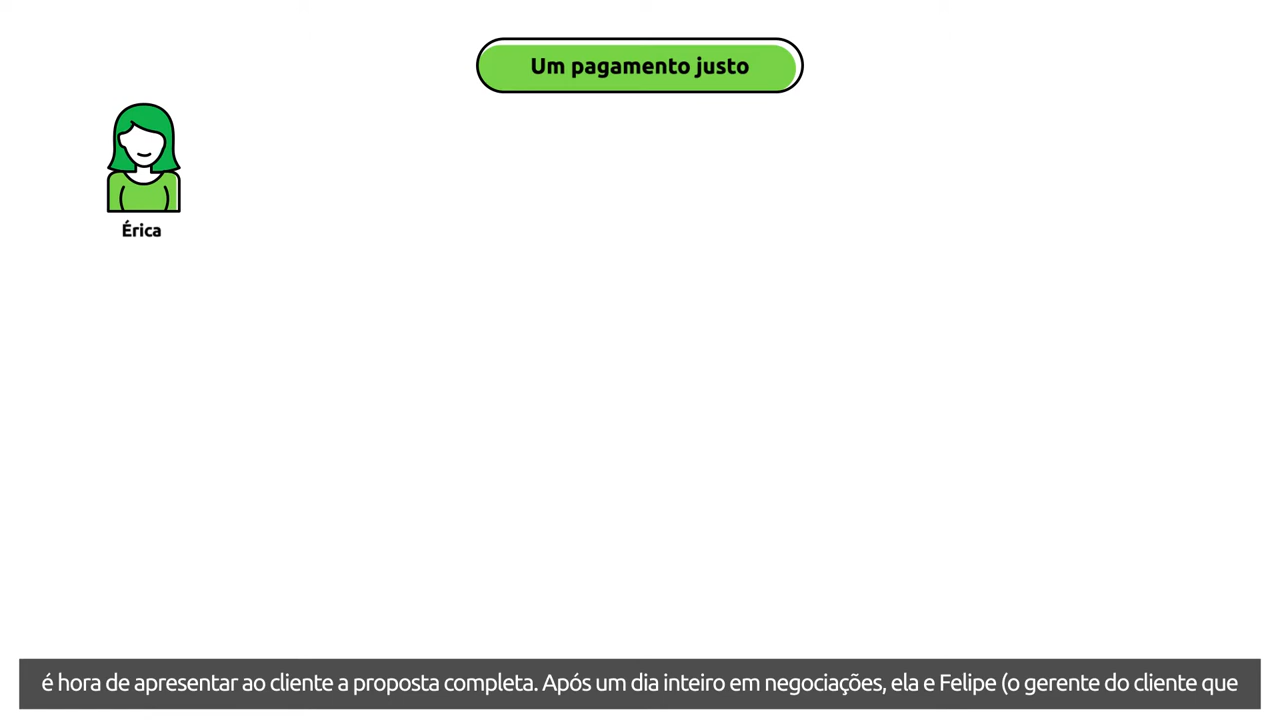 Um pagamento justo
Érica
é hora de apresentar ao cliente a proposta completa. Após um dia inteiro em negociações, ela e Felipe (o gerente do cliente que